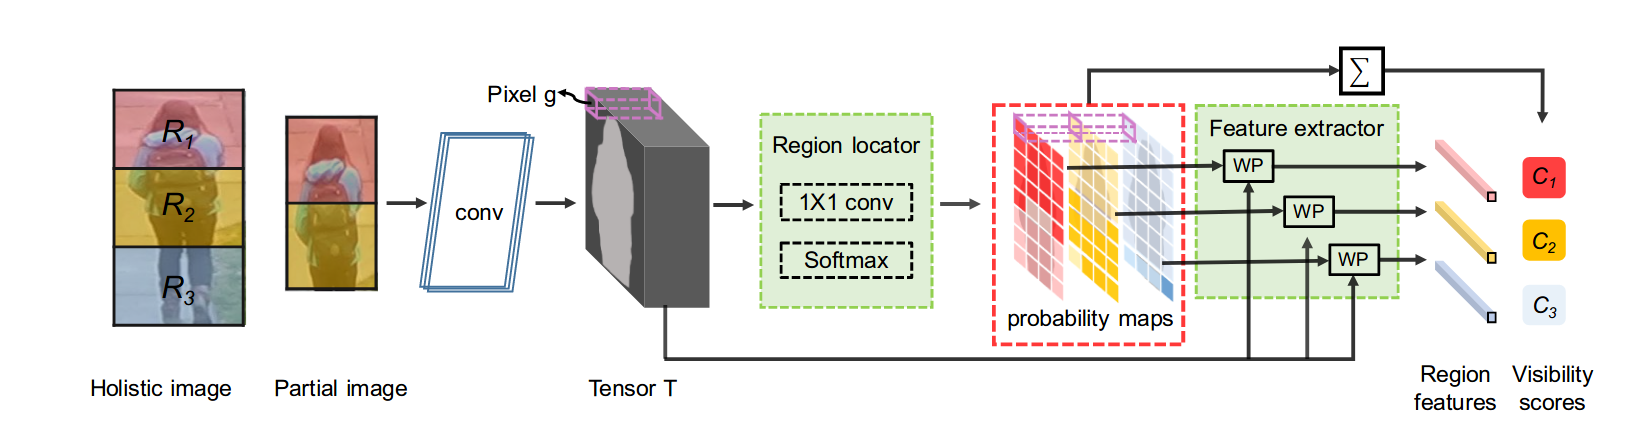 R1
R2
R3
Holistic image
Partial image
conv
Pixel g
Tensor T
Region locator
1X1 conv
Softmax
probability maps
∑
Feature extractor
WP
WP
WP
Region
features
C1
C2
C3
Visibility
scores